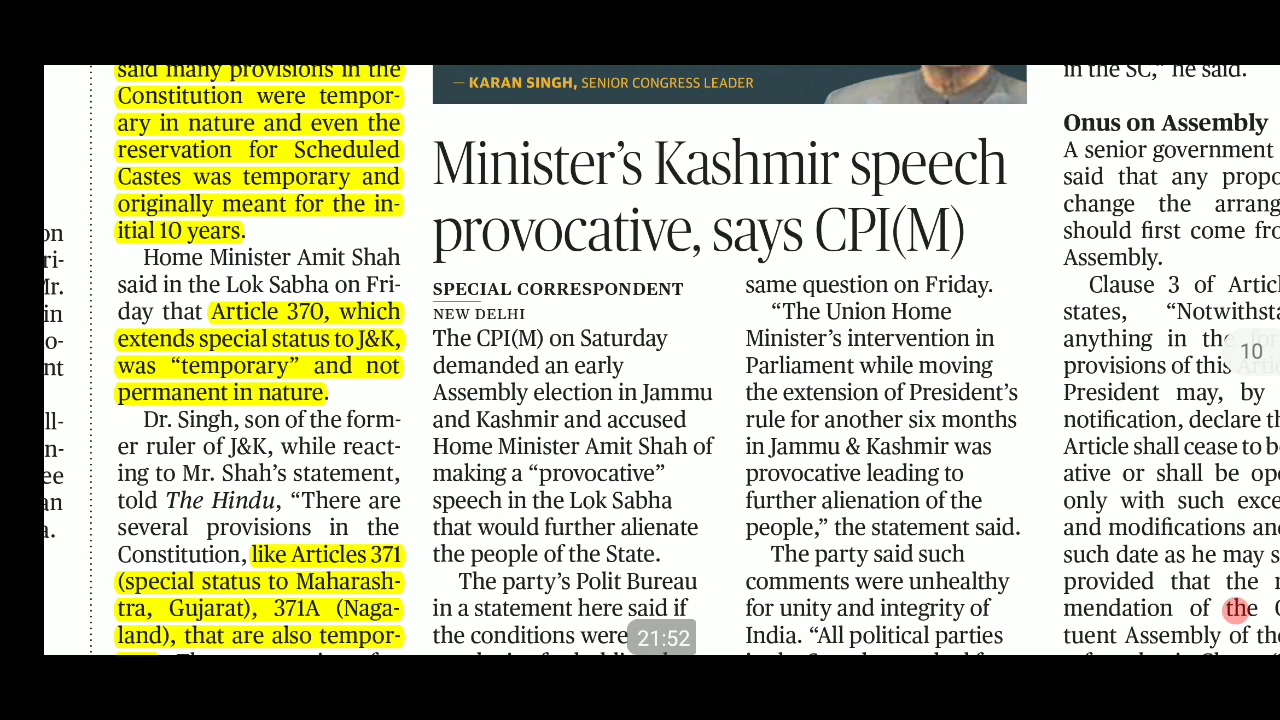 on
ri-
Mr.
in
o-
nt
ll-
n-
ee
an
a.
said many provisions in the
Constitution were tempor-
ary in nature and even the
reservation for Scheduled
Castes was temporary and
originally meant for the in-
itial 10 years.
Home Minister Amit Shah
said in the Lok Sabha on Fri-
day that Article 370, which
extends special status to J&K,
was “temporary” and not
permanent in nature.
Dr. Singh, son of the form-
er ruler of J&K, while react-
ing to Mr. Shah’s statement,
told The Hindu, “There are
several provisions in the
Constitution, like Articles 371
(special status to Maharash-
tra, Gujarat), 371A (Naga-
land), that are also tempor-
— KARAN SINGH, SENIOR CONGRESS LEADER
Minister’s Kashmir speech
provocative, says CPI(M)
SPECIAL CORRESPONDENT
NEW DELHI
The CPI(M) on Saturday
demanded an early
Assembly election in Jammu
and Kashmir and accused
Home Minister Amit Shah of
making a “provocative”
speech in the Lok Sabha
that would further alienate
the people of the State.
The party’s Polit Bureau
in a statement here said if
the conditions were
21:52
same question on Friday.
“The Union Home
Minister’s intervention in
Parliament while moving
the extension of President’s
rule for another six months
in Jammu & Kashmir was
provocative leading to
further alienation of the
people,” the statement said.
The party said such
comments were unhealthy
for unity and integrity of
India. “All political parties
in the SC,” he said.
Onus on Assembly
A senior government
said that any propo
change the arrang
should first come fro
Assembly.
Clause 3 of Artic
states, “Notwithsta
anything in the
provisions of this
President may, by
notification, declare th
Article shall cease to b
ative or shall be ope
only with such exce
and modifications an
such date as he may s
provided that the
mendation of the
tuent Assembly of the
10